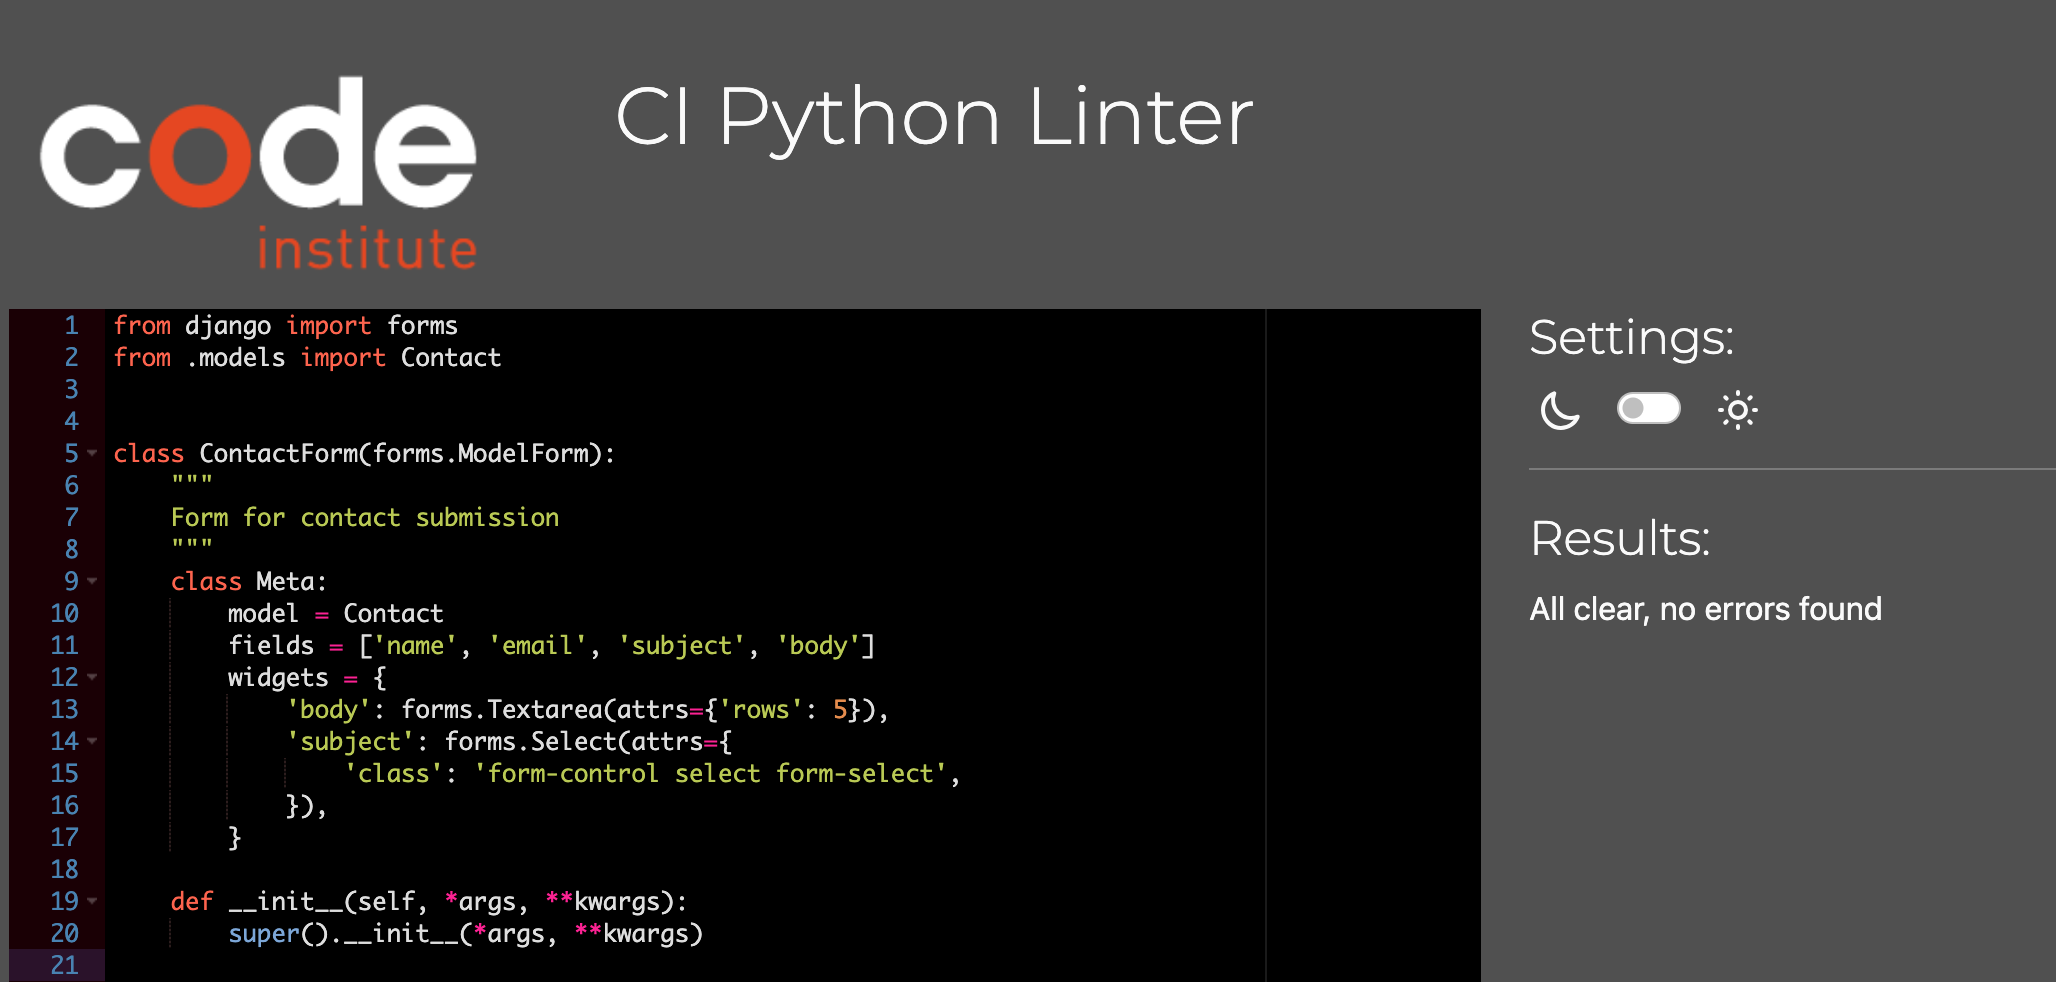 code
institute
CI Python Linter
1 from django import forms
2 from .models import Contact
3
4
5 class ContactForm(forms.ModelForm):
6     """
7     Form for contact submission
8     """
9     class Meta:
10         model = Contact
11         fields = ['name', 'email', 'subject', 'body']
12         widgets = {
13             'body': forms.Textarea(attrs={'rows': 5}),
14             'subject': forms.Select(attrs={
15                 'class': 'form-control select form-select',
16             }),
17         }
18
19     def __init__(self, *args, **kwargs):
20         super().__init__(*args, **kwargs)
21
Settings:
Results:
All clear, no errors found